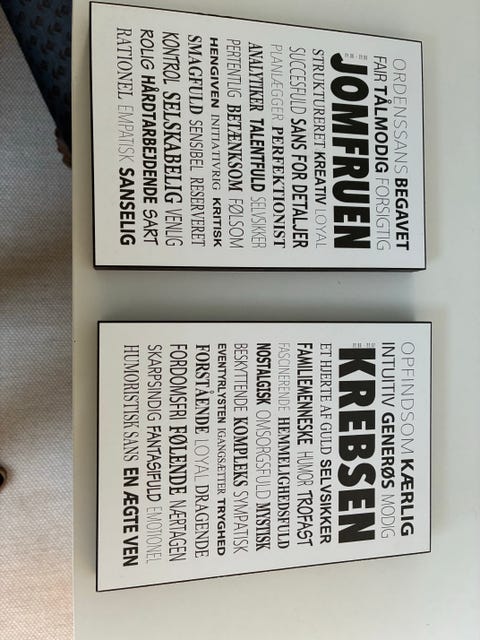 ORDENSSANS BEGAVET
FAIR TÅLMODIG FORSIGTIG
JOMFRUEN
STRUKTURERET KREATIV LOYAL
SUCCESFULD SANS FOR DETALJER
PLANLÆGGER PERFEKTIONIST
ANALYTIKER TALENTFULD SELVSIKKER
PERTENTLIG BETÆNKSOM FØLSOM
HENGIVEN INITIATIVRIG KRITISK
SMAGFULD SENSIBEL RESERVERET
KONTROL SELSKABELIG VENLIG
ROLIG HÅRDTARBEJDENDE SART
RATIONEL EMPATISK SANSELIG
OPFINDSOM KÆRLIG
INTUITIV GENERØS MODIG
KREBSEN
ET HJERTE AF GULD SELVSIKKER
FAMILIEMENNESKE HUMOR TROFAST
FASCINERENDE HEMMELIGHEDSFULD
NOSTALGISK OMSORGSFULD MYSTISK
BESKYTTENDE KOMPLEKS SYMPATISK
EVENTYRLYSTEN IGANGSÆTTER TRYGHED
FORSTÅENDE LOYAL DRAGENDE
FORDOMSFRI FØLENDE NÆRTAGEN
SKARPSINDIG FANTASIFULD EMOTIONEL
HUMORISTISK SANS EN ÆGTE VEN